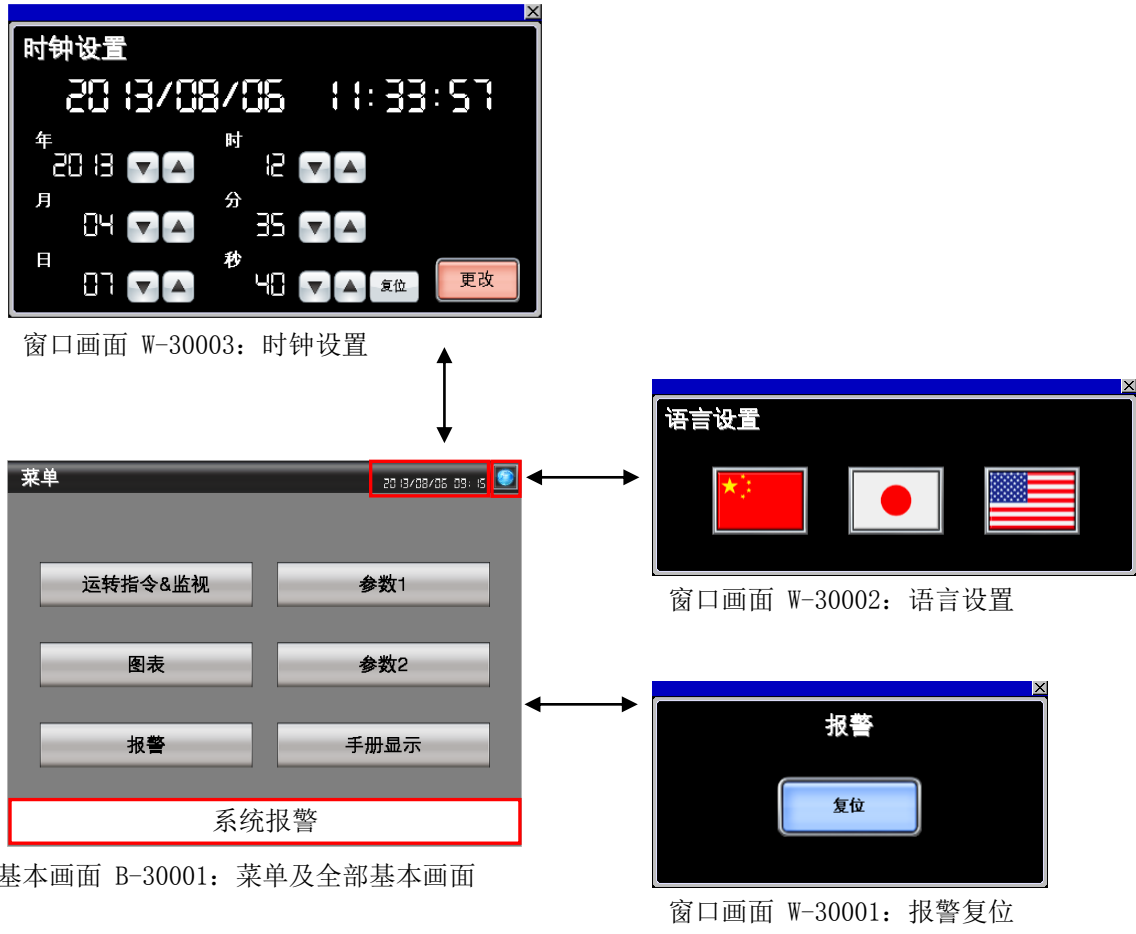 时钟设置
2013/08/06 11:33:57
年 2013 时 12
月 04 分 35
日 07 秒 40 复位 更改
窗口画面 W-30003：时钟设置
语言设置
窗口画面 W-30002：语言设置
菜单 2013/08/06 09:15
运转指令&监视 参数1
图表 参数2
报警 手册显示
系统报警
基本画面 B-30001：菜单及全部基本画面
报警
复位
窗口画面 W-30001：报警复位